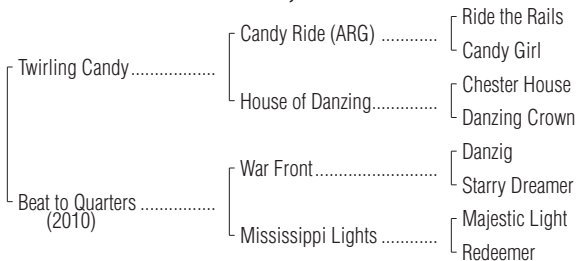 Ride the Rails
Candy Ride (ARG) ............
Candy Girl
Twirling Candy..................
Chester House
House of Danzing..............
Danzing Crown
Danzig
War Front..........................
Starry Dreamer
Beat to Quarters ................
(2010)
Majestic Light
Mississippi Lights ............
Redeemer